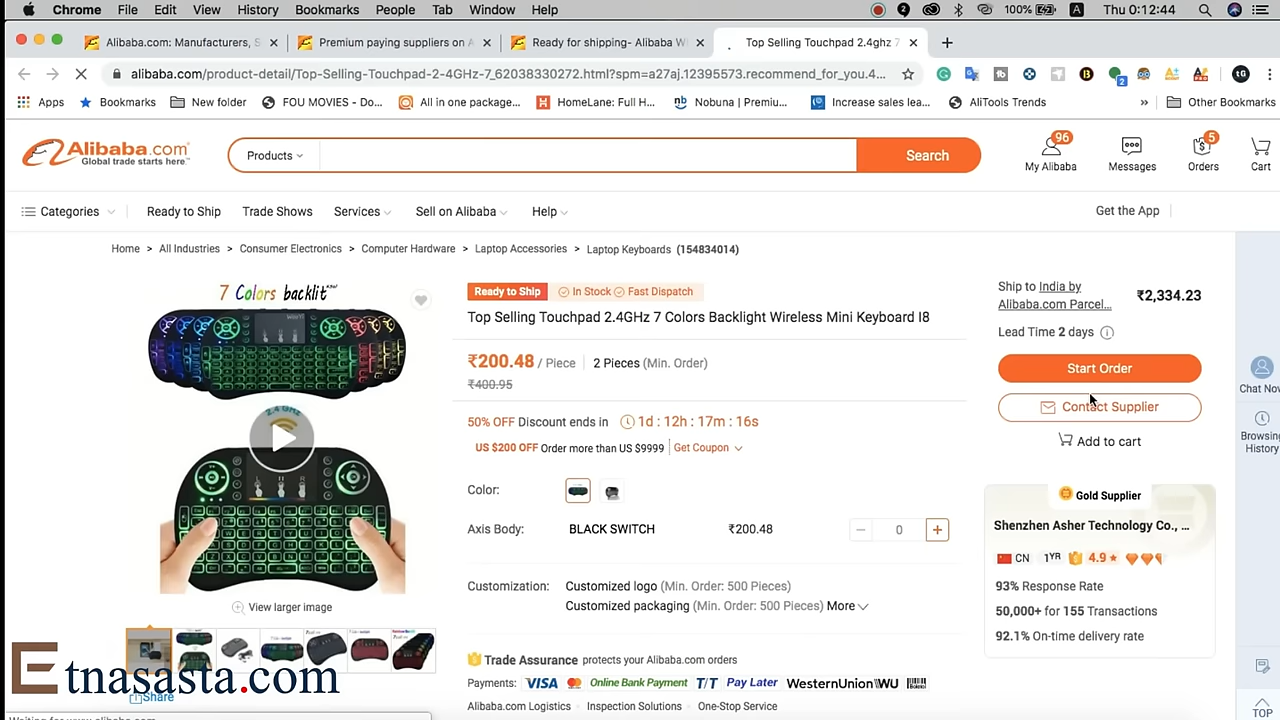 Chrome File Edit View History Bookmarks People Tab Window Help 2 100% A Thu 0:12:44
Alibaba.com: Manufacturers, S Premium paying suppliers on A Ready for shipping- Alibaba W Top Selling Touchpad 2.4ghz 7
alibaba.com/product-detail/Top-Selling-Touchpad-2-4GHz-7_62038330272.html?spm=a27aj.12395573.recommend_for_you.4... 2 tG
Apps Bookmarks New folder FOU MOVIES - Do... All in one package... HomeLane: Full H... Nobuna | Premiu... Increase sales lea... AliTools Trends » Other Bookmarks
Alibaba.com
Global trade starts here.™
Products
Search
96
My Alibaba
Messages
5
Orders
Cart
Categories Ready to Ship Trade Shows Services Sell on Alibaba Help Get the App
Home > All Industries > Consumer Electronics > Computer Hardware > Laptop Accessories > Laptop Keyboards (154834014)
7 Colors backlit
2.4 GHz
View larger image
Share
Ready to Ship In Stock Fast Dispatch
Top Selling Touchpad 2.4GHz 7 Colors Backlight Wireless Mini Keyboard I8
₹200.48 / Piece 2 Pieces (Min. Order)
₹400.95
50% OFF Discount ends in 1d : 12h : 17m : 16s
US $200 OFF Order more than US $9999 Get Coupon
Color:
Axis Body: BLACK SWITCH ₹200.48 0
Customization: Customized logo (Min. Order: 500 Pieces)
Customized packaging (Min. Order: 500 Pieces) More
Trade Assurance protects your Alibaba.com orders
Payments: VISA Online Bank Payment T/T Pay Later WesternUnion WU
Alibaba.com Logistics Inspection Solutions One-Stop Service
Ship to India by
Alibaba.com Parcel...
₹2,334.23
Lead Time 2 days
Start Order
Contact Supplier
Add to cart
Gold Supplier
Shenzhen Asher Technology Co., ...
CN 1YR 4.9
93% Response Rate
50,000+ for 155 Transactions
92.1% On-time delivery rate
Chat Now
Browsing
History
TOP
Etnasasta.com